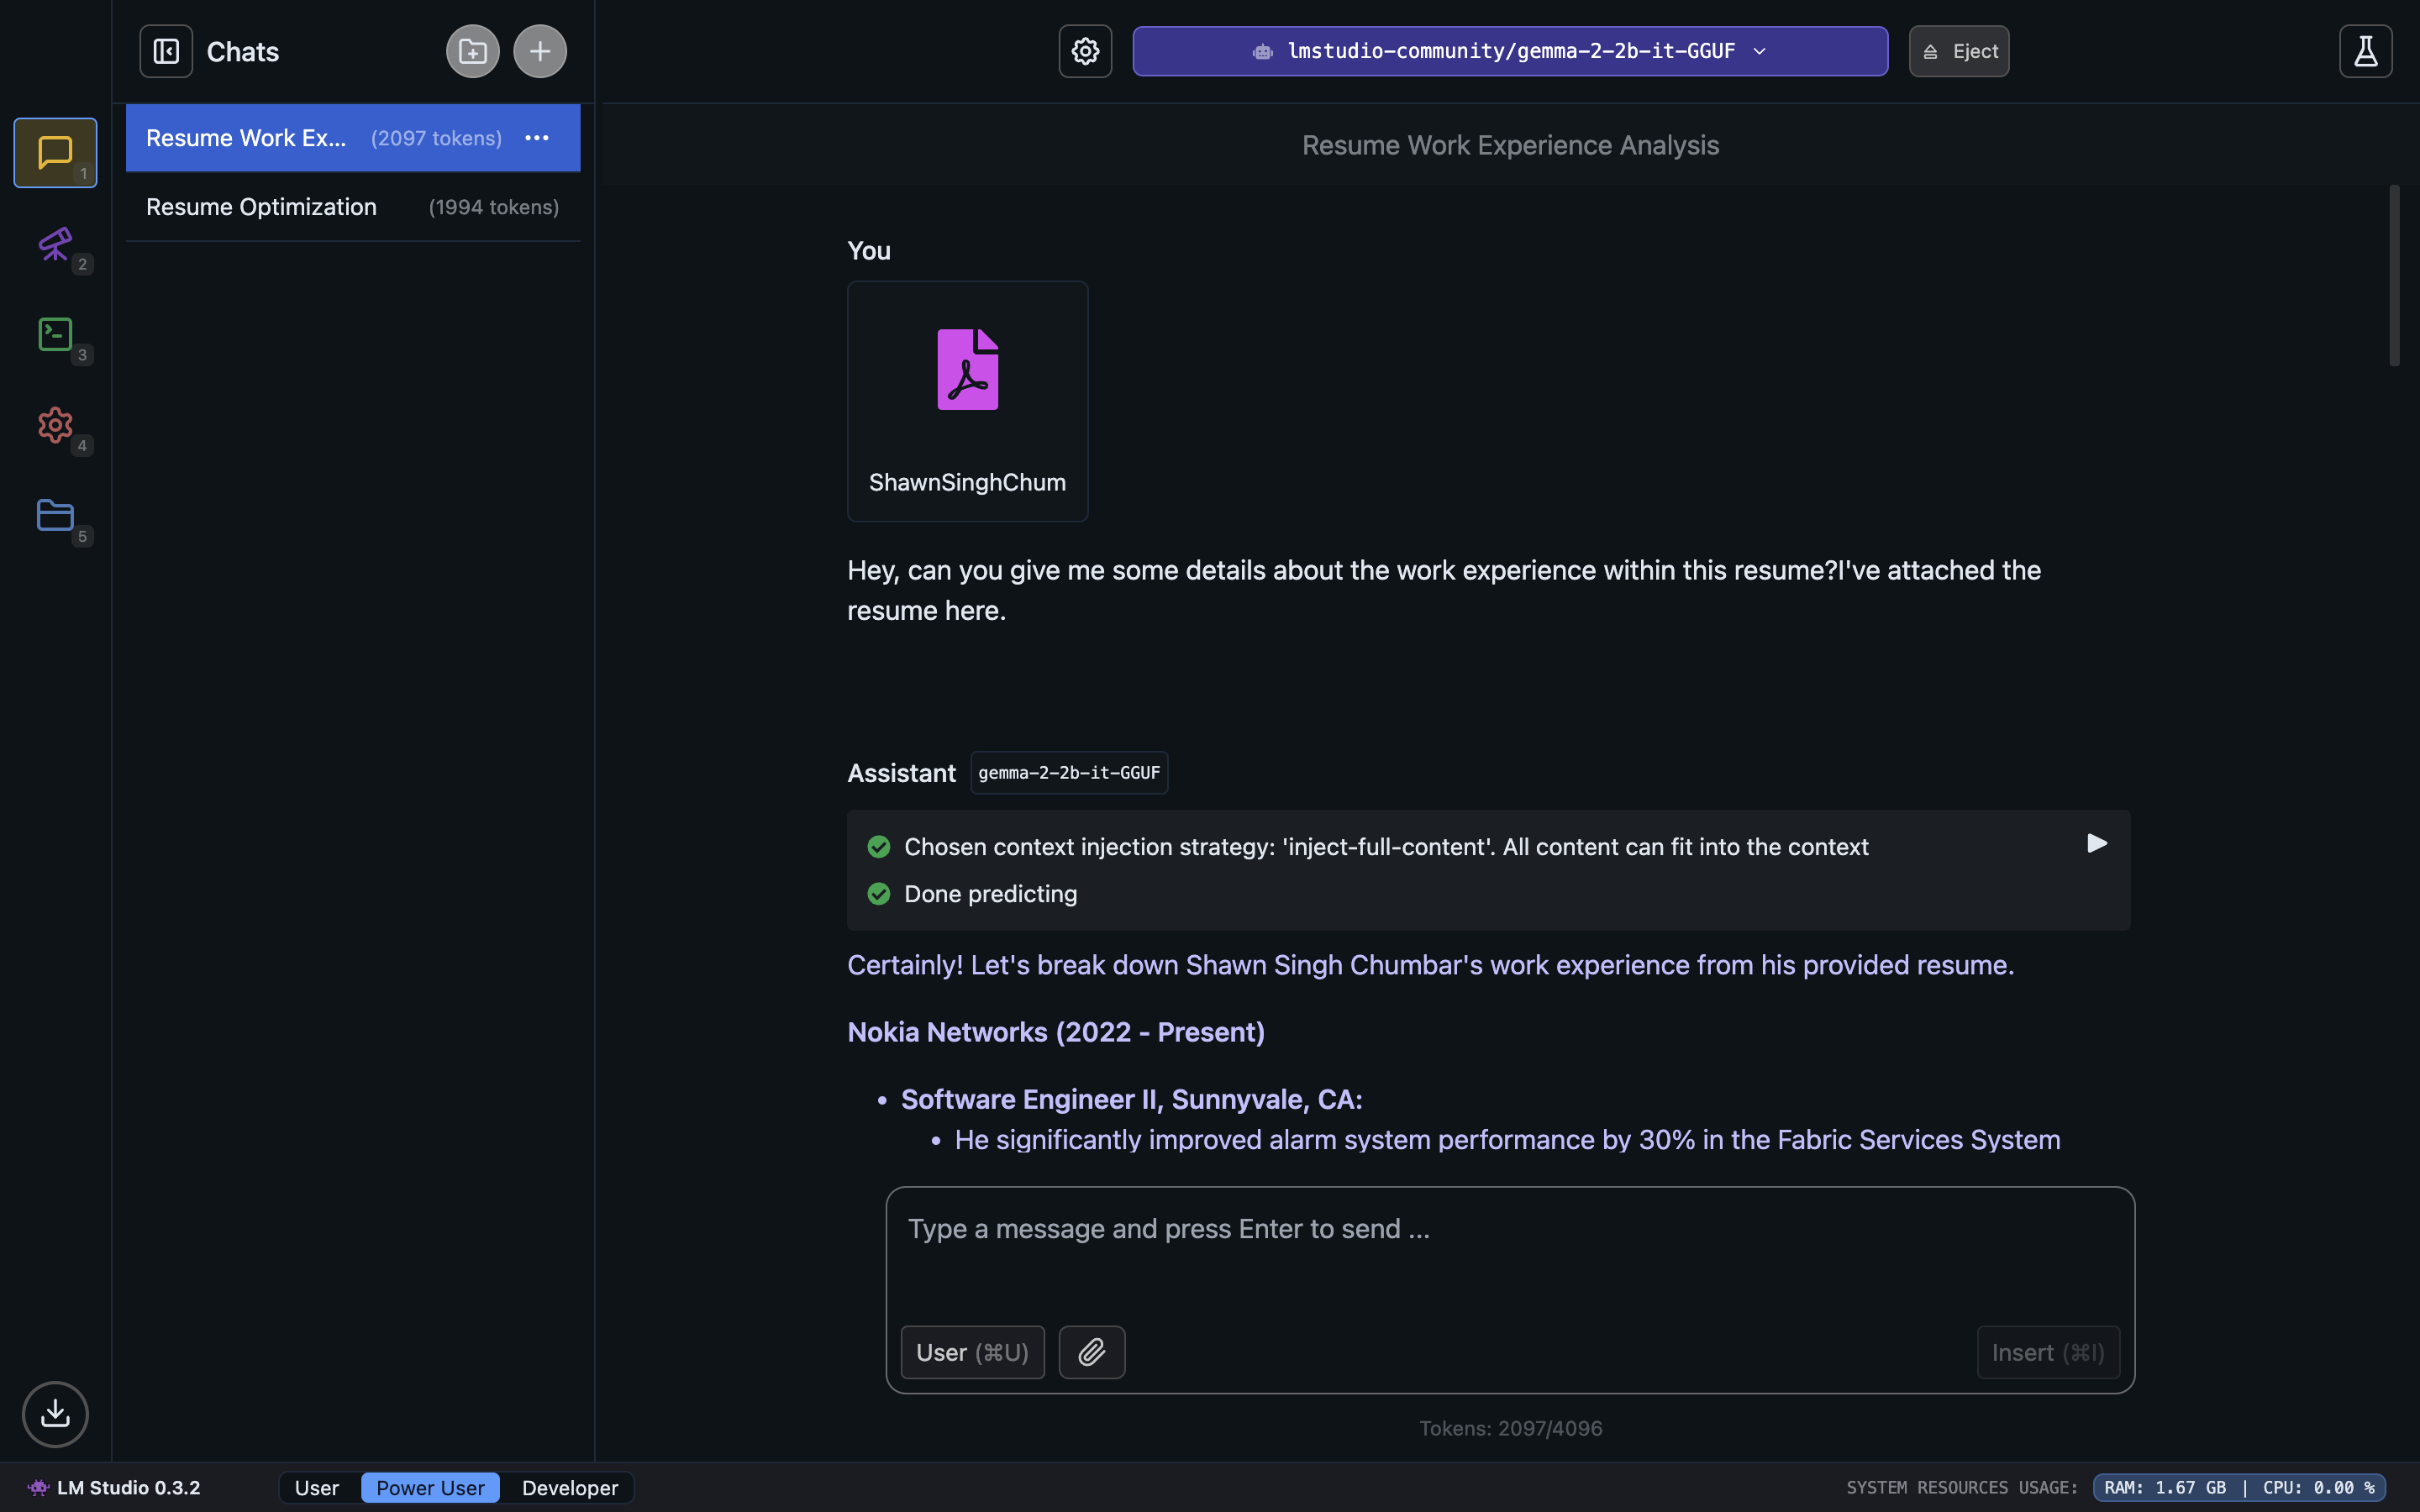 Chats
lmstudio-community/gemma-2-2b-it-GGUF
Eject
1
2
3
4
5
Resume Work Ex... (2097 tokens)
Resume Optimization (1994 tokens)
Resume Work Experience Analysis
You
ShawnSinghChum
Hey, can you give me some details about the work experience within this resume?I've attached the
resume here.
Assistant gemma-2-2b-it-GGUF
Chosen context injection strategy: 'inject-full-content'. All content can fit into the context
Done predicting
Certainly! Let's break down Shawn Singh Chumbar's work experience from his provided resume.
Nokia Networks (2022 - Present)
• Software Engineer II, Sunnyvale, CA:
• He significantly improved alarm system performance by 30% in the Fabric Services System
Type a message and press Enter to send ...
User (⌘U)
Insert (⌘I)
Tokens: 2097/4096
LM Studio 0.3.2
User Power User Developer
SYSTEM RESOURCES USAGE: RAM: 1.67 GB | CPU: 0.00 %